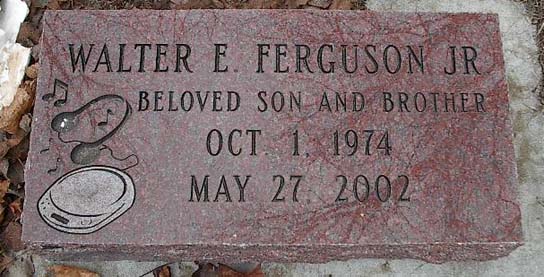 WALTER E. FERGUSON JR
BELOVED SON AND BROTHER
OCT. 1, 1974
MAY 27, 2002